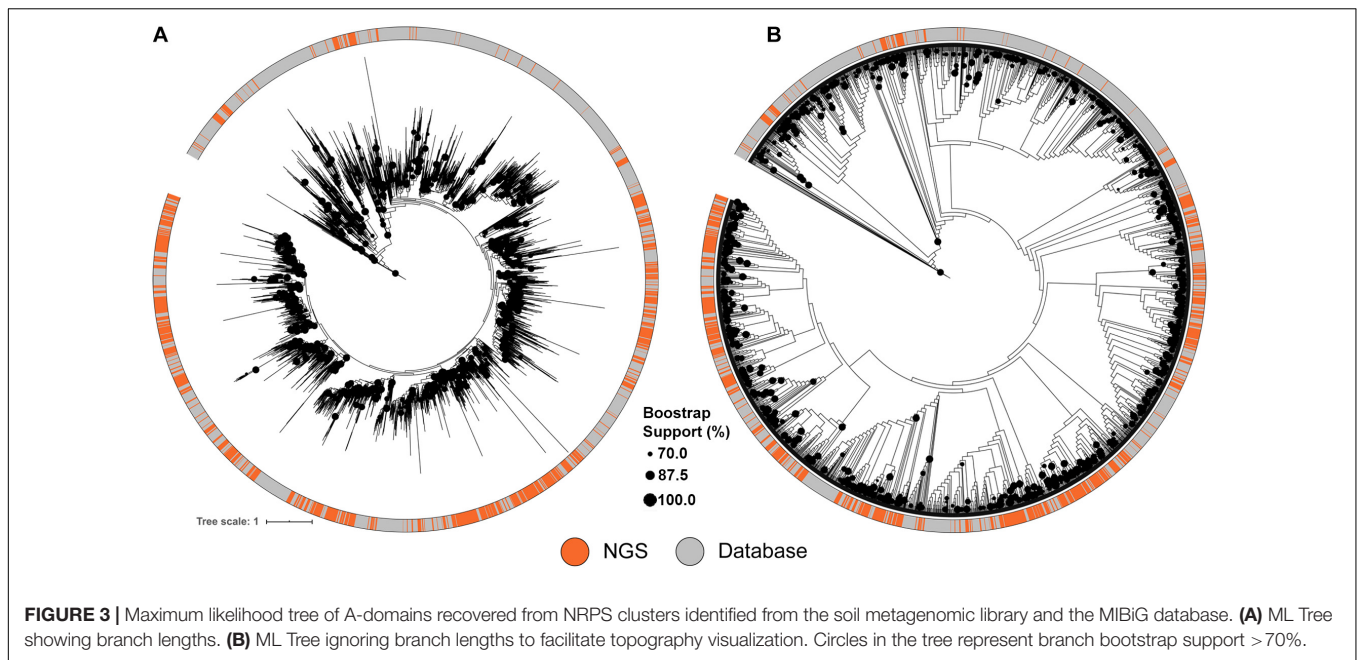 A
B
Boostrap
Support (%)
70.0
87.5
100.0
Tree scale: 1
NGS
Database
FIGURE 3 | Maximum likelihood tree of A-domains recovered from NRPS clusters identified from the soil metagenomic library and the MIBiG database. (A) ML Tree
showing branch lengths. (B) ML Tree ignoring branch lengths to facilitate topography visualization. Circles in the tree represent branch bootstrap support >70%.